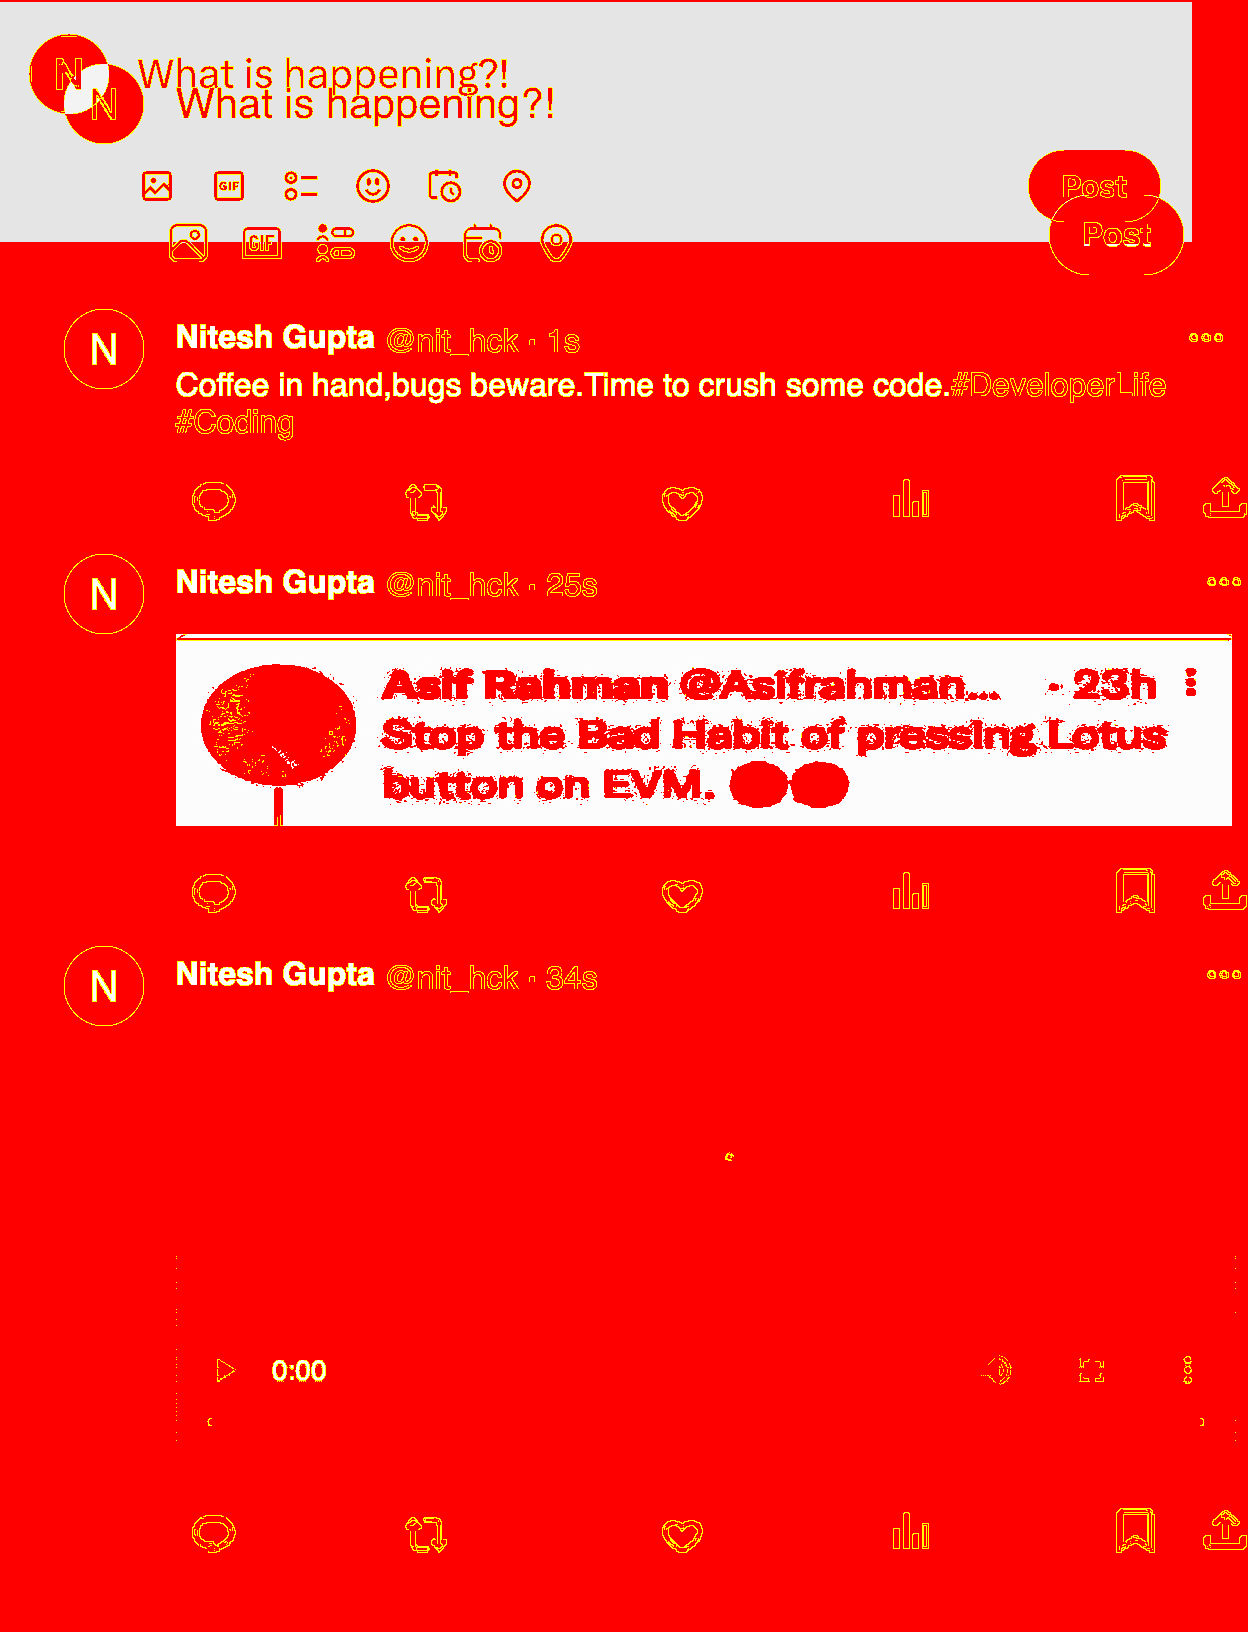 N What is happening?!
N What is happening?!
GIF
Post
GIF
Post
N Nitesh Gupta @nit_hck · 1s
Coffee in hand,bugs beware.Time to crush some code.#DeveloperLife
#Coding
N Nitesh Gupta @nit_hck · 25s
Asif Rahman @Asifrahman... · 23h
Stop the Bad Habit of pressing Lotus
button on EVM.
N Nitesh Gupta @nit_hck · 34s
0:00